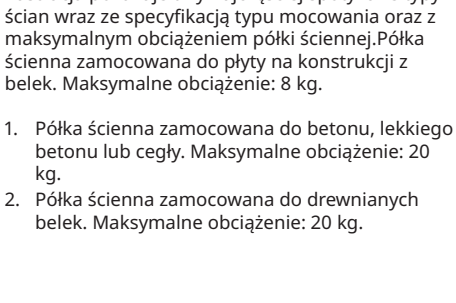 ścian wraz ze specyfikacją typu mocowania oraz z
maksymalnym obciążeniem półki ściennej.Półka
ścienna zamocowana do płyty na konstrukcji z
belek. Maksymalne obciążenie: 8 kg.
1. Półka ścienna zamocowana do betonu, lekkiego
betonu lub cegły. Maksymalne obciążenie: 20
kg.
2. Półka ścienna zamocowana do drewnianych
belek. Maksymalne obciążenie: 20 kg.